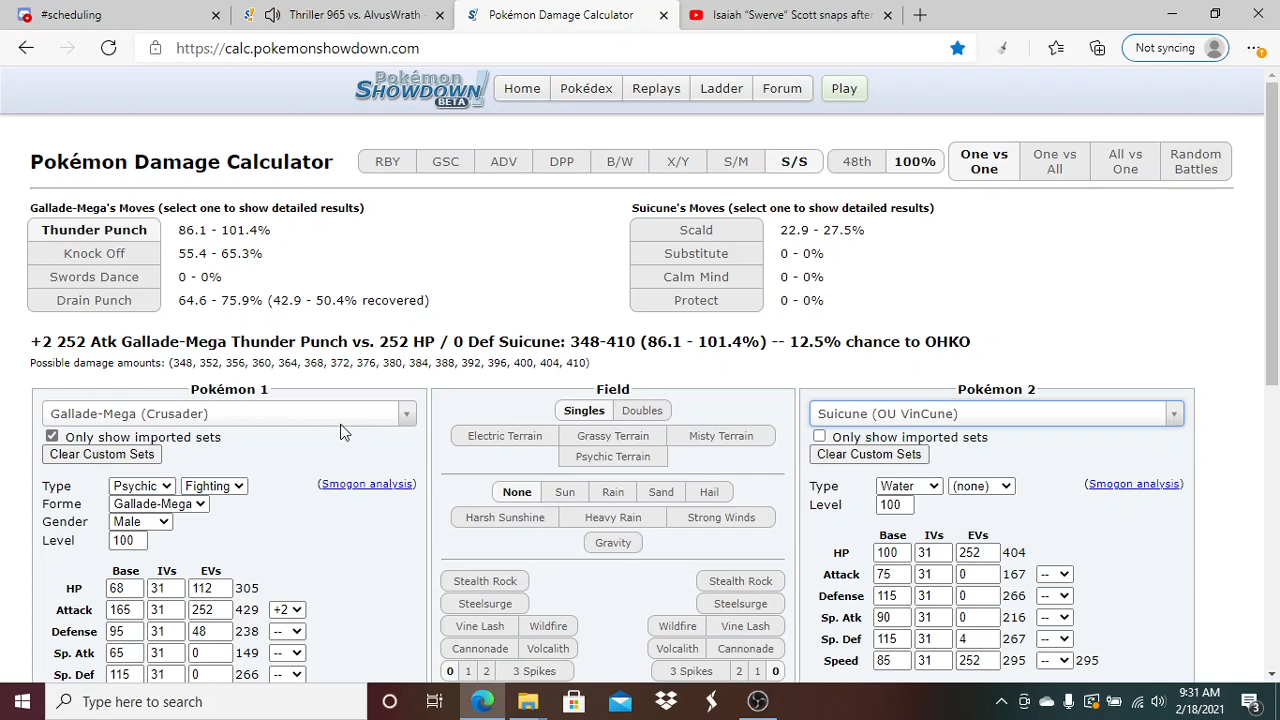 #scheduling
Thriller 965 vs. AlvusWrath -
Pokémon Damage Calculator
Isaiah "Swerve" Scott snaps after
https://calc.pokemonshowdown.com
Not syncing
Pokémon
SHOWDOWN!
BETA
Home Pokédex Replays Ladder Forum Play
Pokémon Damage Calculator
RBY GSC ADV DPP B/W X/Y S/M S/S
48th 100%
One vs One
One vs All
All vs One
Random Battles
Gallade-Mega's Moves (select one to show detailed results)
Thunder Punch 86.1 - 101.4%
Knock Off 55.4 - 65.3%
Swords Dance 0 - 0%
Drain Punch 64.6 - 75.9% (42.9 - 50.4% recovered)
Suicune's Moves (select one to show detailed results)
Scald 22.9 - 27.5%
Substitute 0 - 0%
Calm Mind 0 - 0%
Protect 0 - 0%
+2 252 Atk Gallade-Mega Thunder Punch vs. 252 HP / 0 Def Suicune: 348-410 (86.1 - 101.4%) -- 12.5% chance to OHKO
Possible damage amounts: (348, 352, 356, 360, 364, 368, 372, 376, 380, 384, 388, 392, 396, 400, 404, 410)
Pokémon 1
Gallade-Mega (Crusader)
Only show imported sets
Clear Custom Sets
Type Psychic Fighting (Smogon analysis)
Forme Gallade-Mega
Gender Male
Level 100
Base IVs EVs
HP 68 31 112 305
Attack 165 31 252 429 +2
Defense 95 31 48 238 --
Sp. Atk 65 31 0 149 --
Sp. Def 115 31 0 266 --
Field
Singles Doubles
Electric Terrain Grassy Terrain Misty Terrain
Psychic Terrain
None Sun Rain Sand Hail
Harsh Sunshine Heavy Rain Strong Winds
Gravity
Stealth Rock Stealth Rock
Steelsurge Steelsurge
Vine Lash Wildfire Wildfire Vine Lash
Cannonade Volcalith Volcalith Cannonade
0 1 2 3 Spikes 3 Spikes 2 1 0
Pokémon 2
Suicune (OU VinCune)
Only show imported sets
Clear Custom Sets
Type Water (none) (Smogon analysis)
Level 100
Base IVs EVs
HP 100 31 252 404
Attack 75 31 0 167 --
Defense 115 31 0 266 --
Sp. Atk 90 31 0 216 --
Sp. Def 115 31 4 267 --
Speed 85 31 252 295 -- 295
Type here to search
9:31 AM
2/18/2021
3